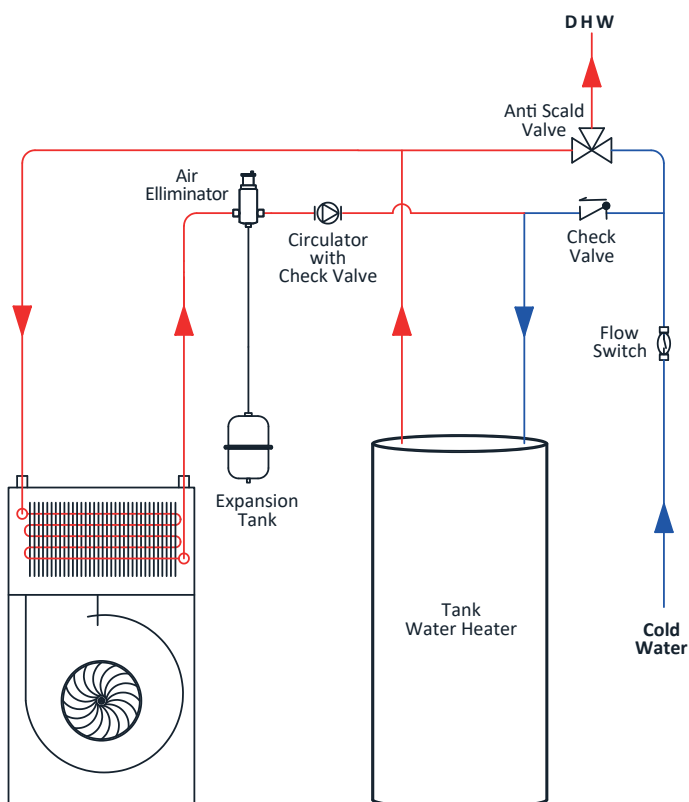 DHW
Anti Scald
Valve
Air
Elliminator
Circulator
with
Check Valve
Check
Valve
Flow
Switch
Expansion
Tank
Tank
Water Heater
Cold
Water